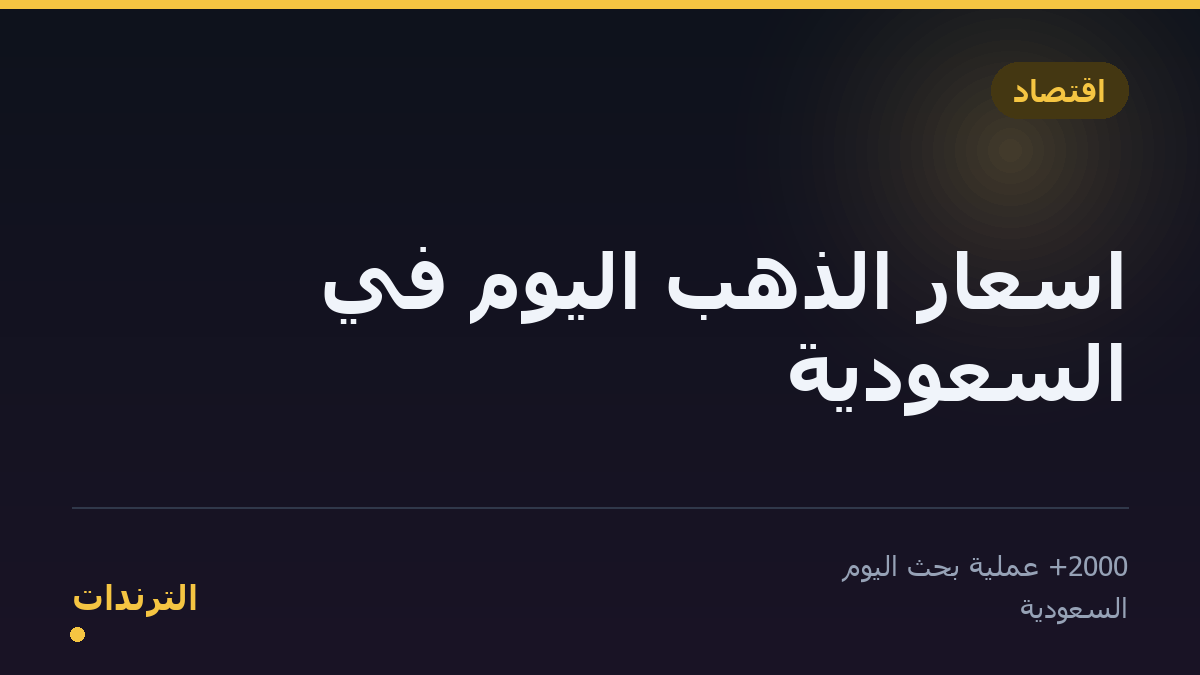 اقتصاد
اسعار الذهب اليوم في
السعودية
2000+ عملية بحث اليوم
السعودية
الترندات